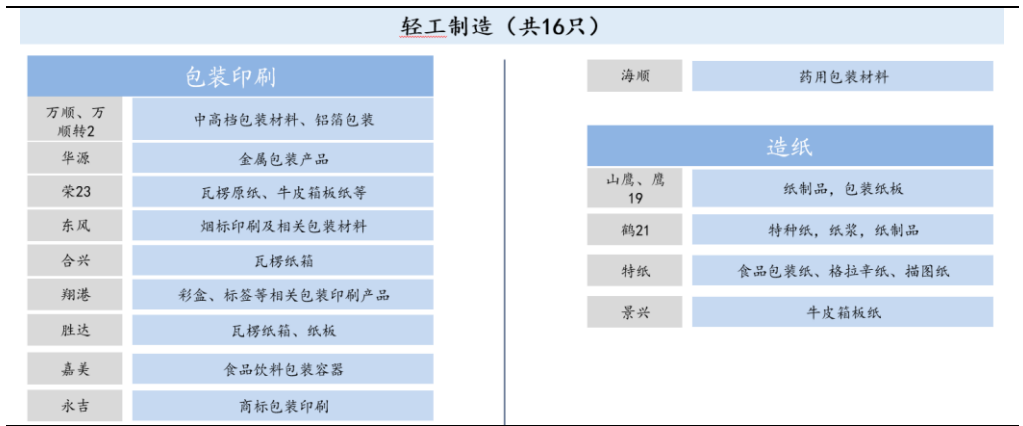 轻工制造（共16只）
包装印刷
万顺、万
顺转2
中高档包装材料、铝箔包装
华源
金属包装产品
荣23
瓦楞原纸、牛皮箱板纸等
东风
烟标印刷及相关包装材料
合兴
瓦楞纸箱
翔港
彩盒、标签等相关包装印刷产品
胜达
瓦楞纸箱、纸板
嘉美
食品饮料包装容器
永吉
商标包装印刷
海顺
药用包装材料
造纸
山鹰、鹰
19
纸制品，包装纸板
鹤21
特种纸，纸浆，纸制品
特纸
食品包装纸、格拉辛纸、描图纸
景兴
牛皮箱板纸